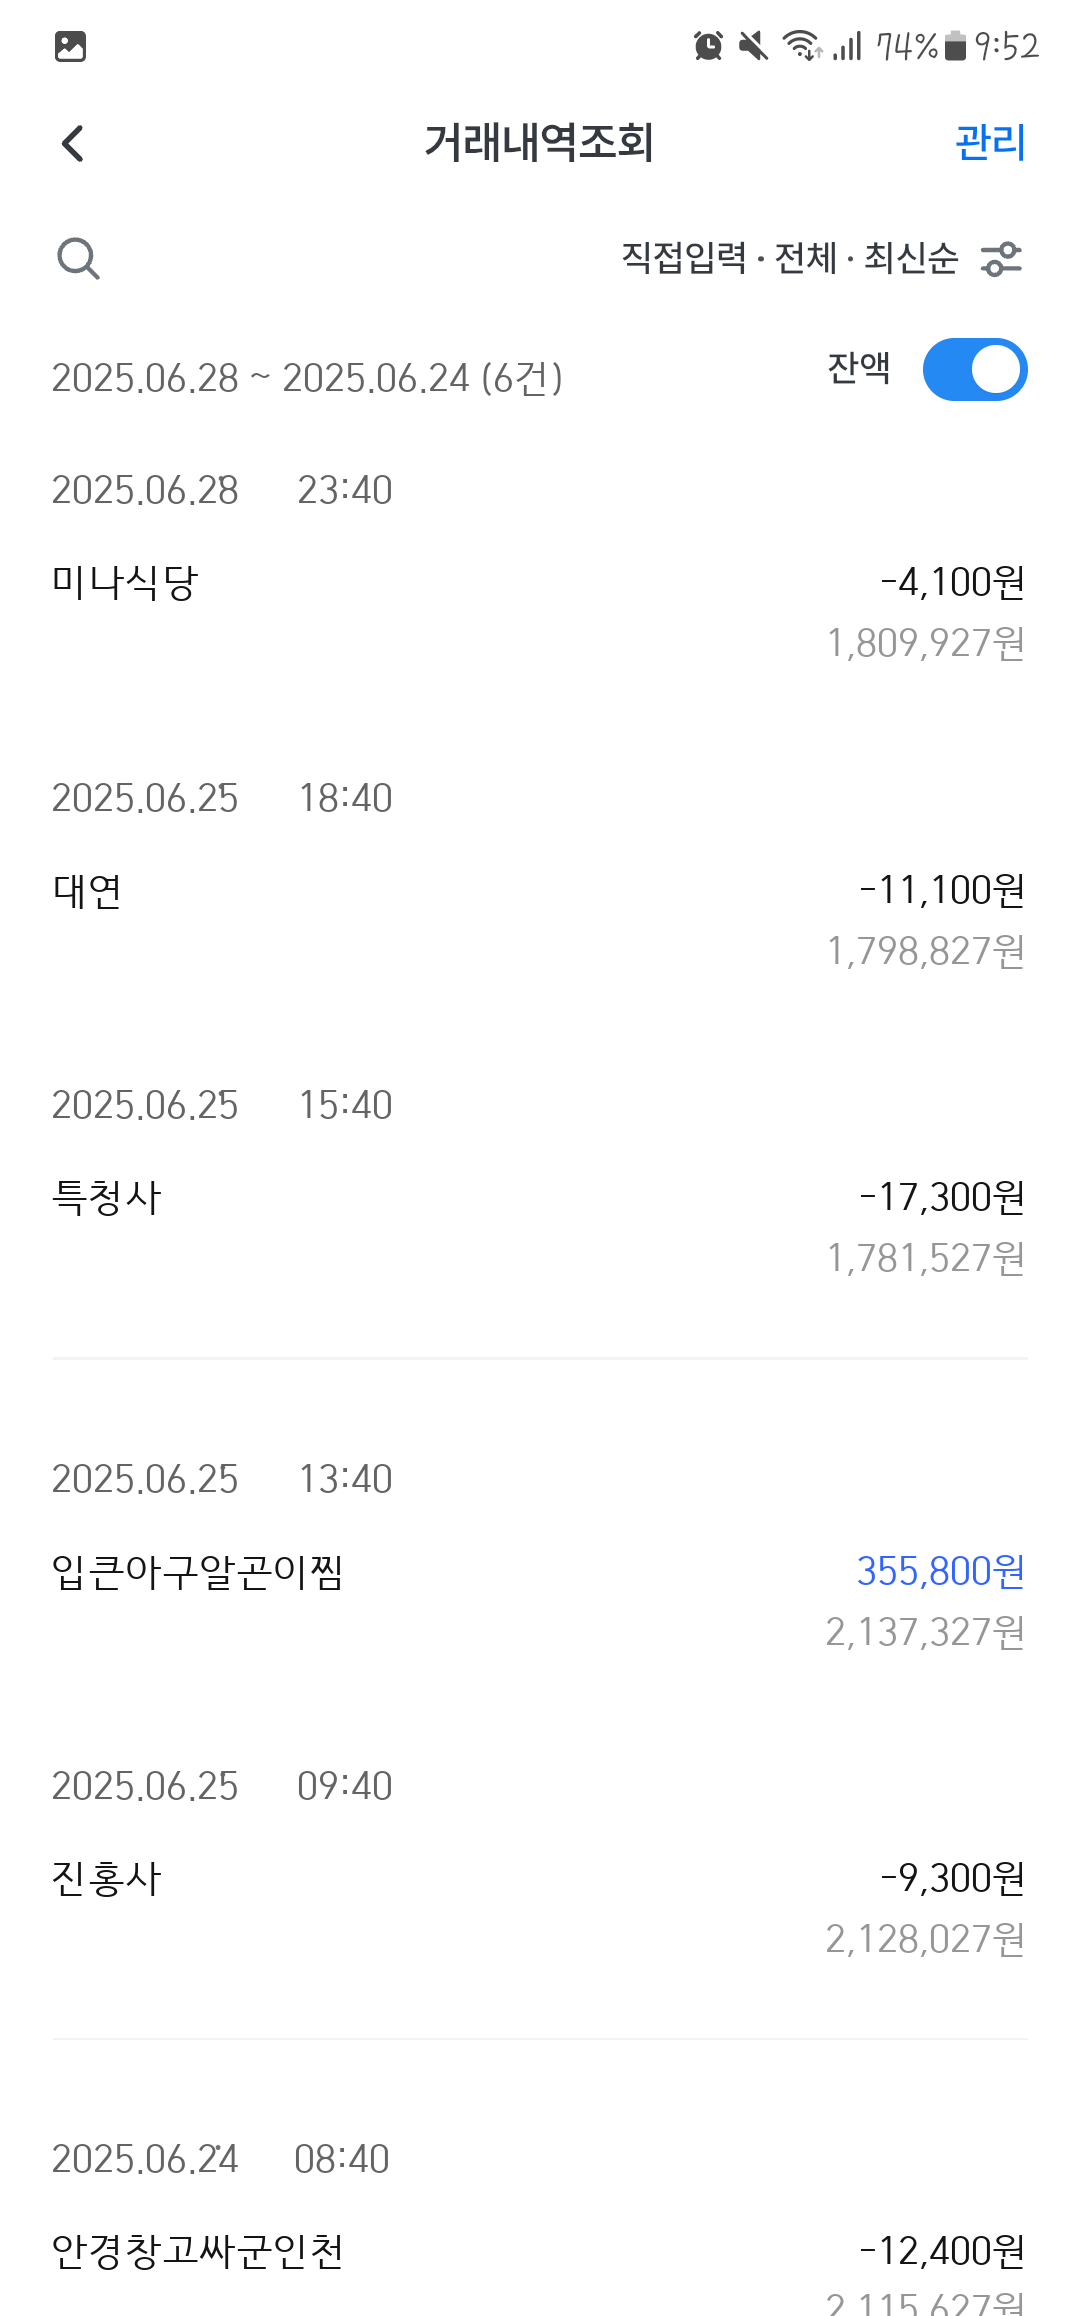 74% 9:52
거래내역조회 관리
직접입력 · 전체 · 최신순
2025.06.28 ~ 2025.06.24 (6건) 잔액
2025.06.28 23:40
미나식당 -4,100원
1,809,927원
2025.06.25 18:40
대연 -11,100원
1,798,827원
2025.06.25 15:40
특청사 -17,300원
1,781,527원
2025.06.25 13:40
입큰아구알곤이찜 355,800원
2,137,327원
2025.06.25 09:40
진홍사 -9,300원
2,128,027원
2025.06.24 08:40
안경창고싸군인천 -12,400원
2,115,627원